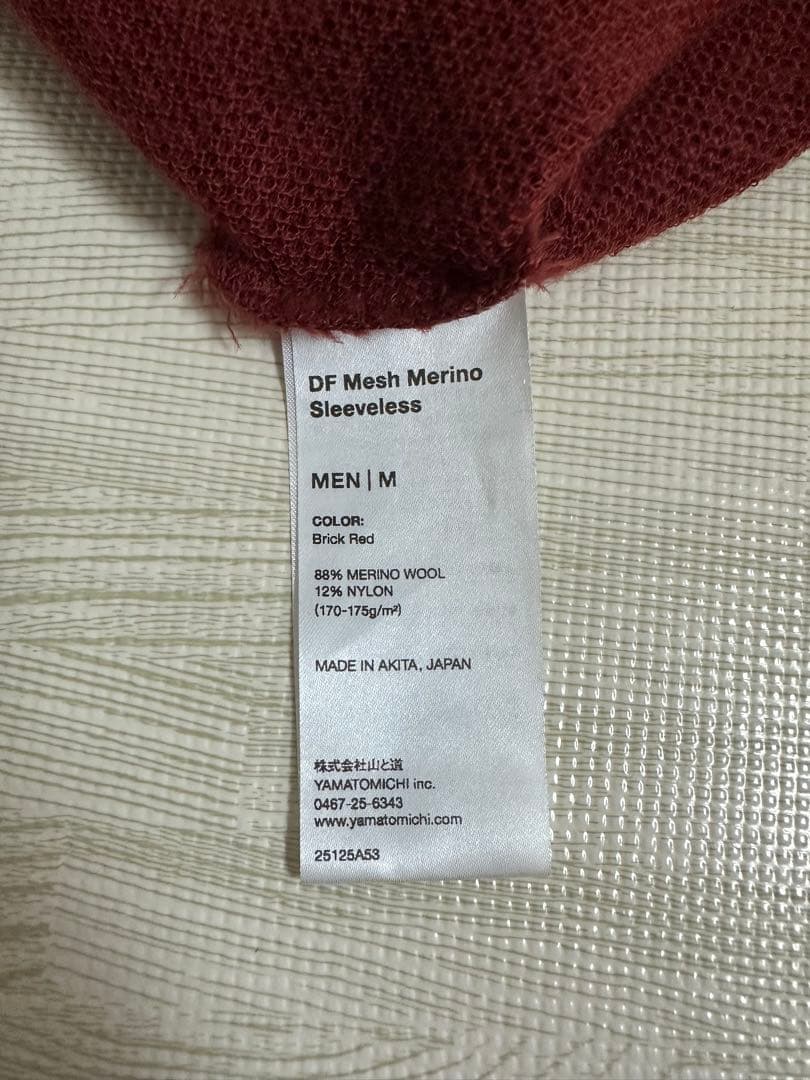 DF Mesh Merino
Sleeveless
MEN | M
COLOR:
Brick Red
88% MERINO WOOL
12% NYLON
(170-175g/m²)
MADE IN AKITA, JAPAN
株式会社山と道
YAMATOMICHI inc.
0467-25-6343
www.yamatomichi.com
25125A53